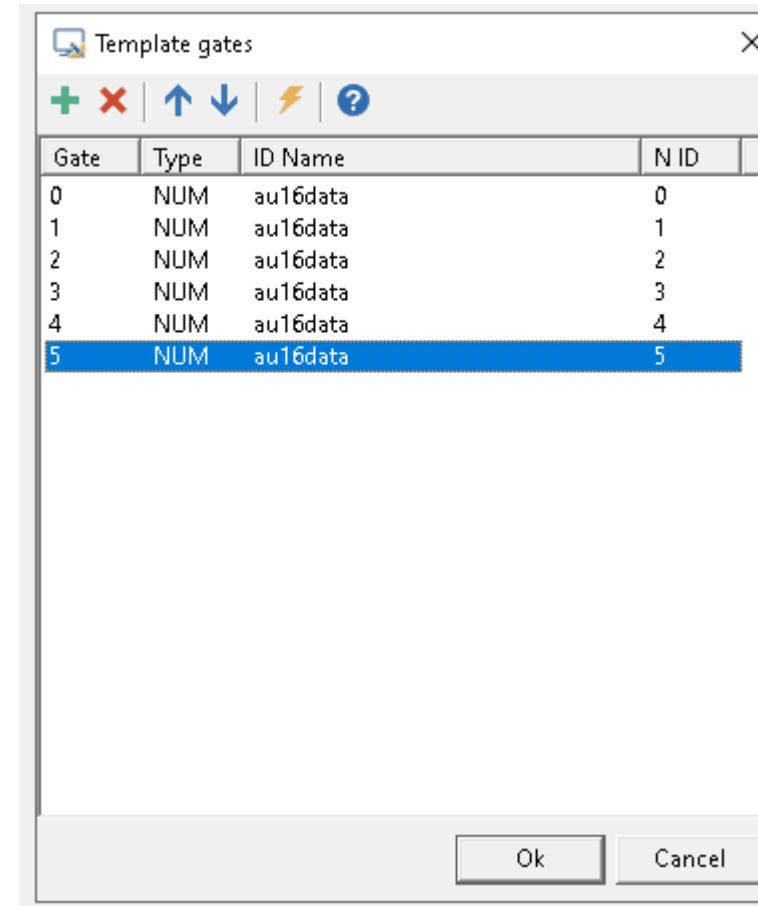 Template gates
Gate Type ID Name N ID
0 NUM au16data 0
1 NUM au16data 1
2 NUM au16data 2
3 NUM au16data 3
4 NUM au16data 4
5 NUM au16data 5
Ok Cancel